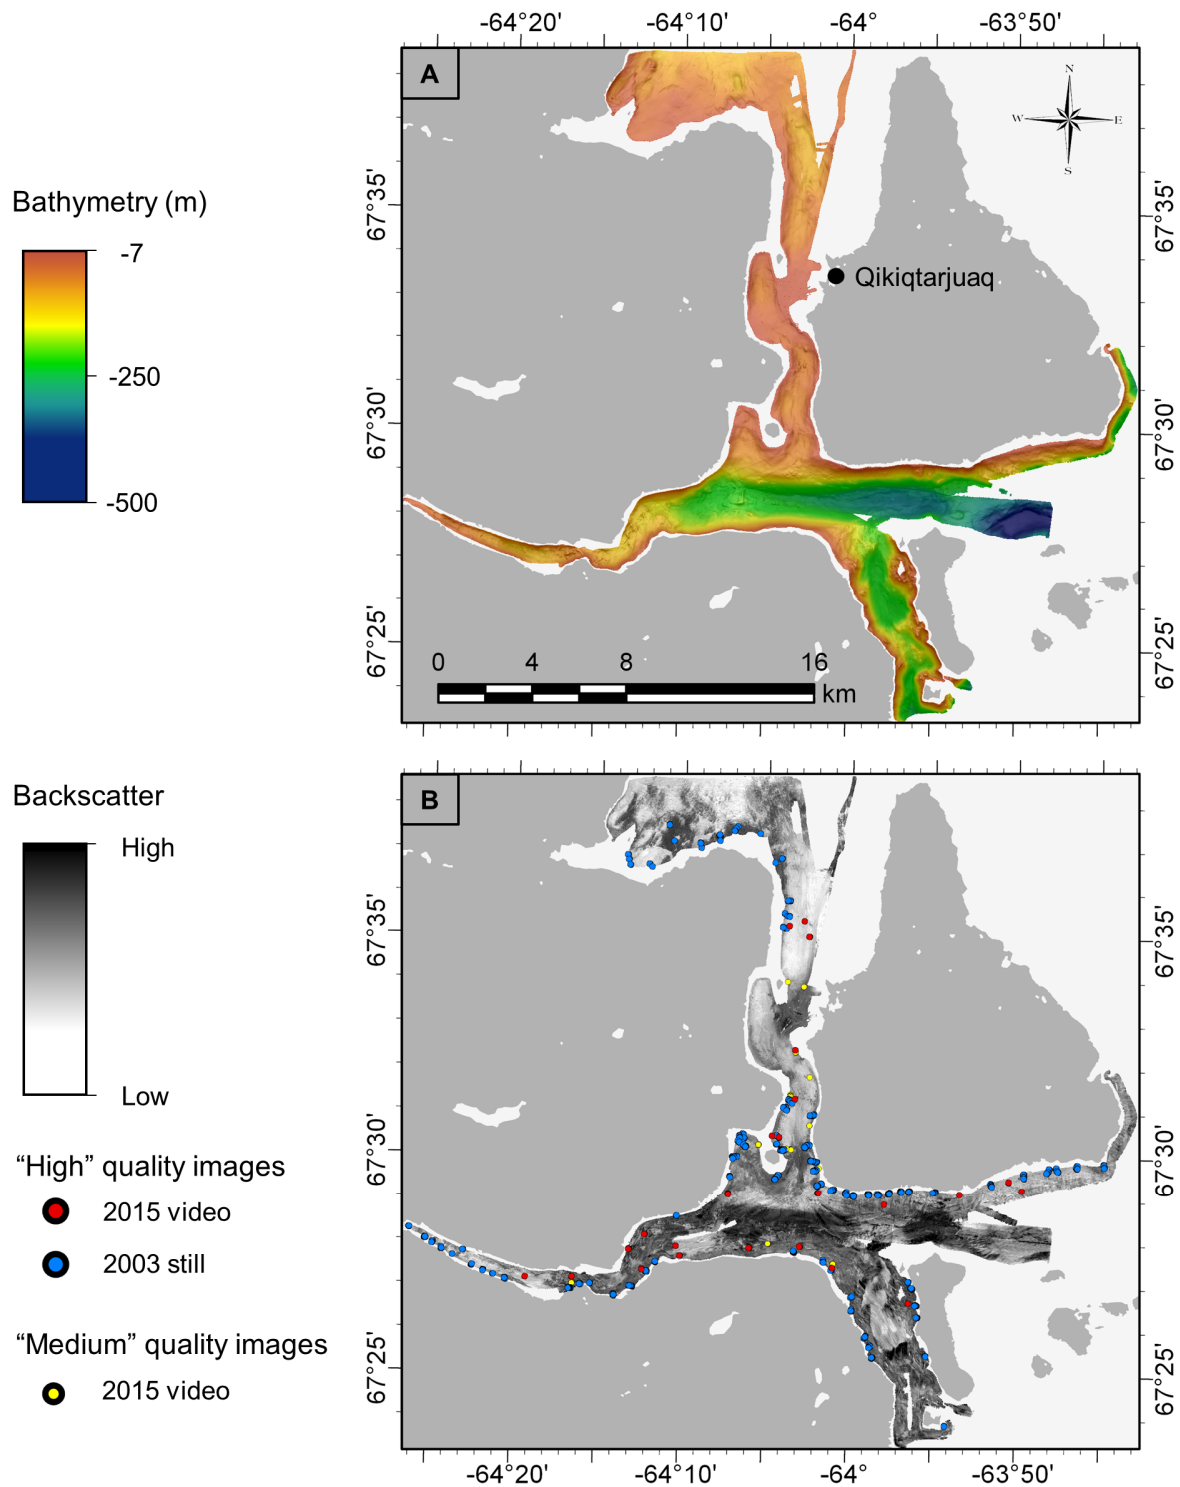 -64°20'
-64°10'
-64°
-63°50'
A
N
W
E
S
Bathymetry (m)
-7
-250
-500
67°35'
67°35'
Qikiqtarjuaq
67°30'
67°30'
67°25'
67°25'
0
4
8
16
km
Backscatter
High
Low
B
67°35'
67°35'
67°30'
67°30'
67°25'
67°25'
“High” quality images
2015 video
2003 still
“Medium” quality images
2015 video
-64°20'
-64°10'
-64°
-63°50'